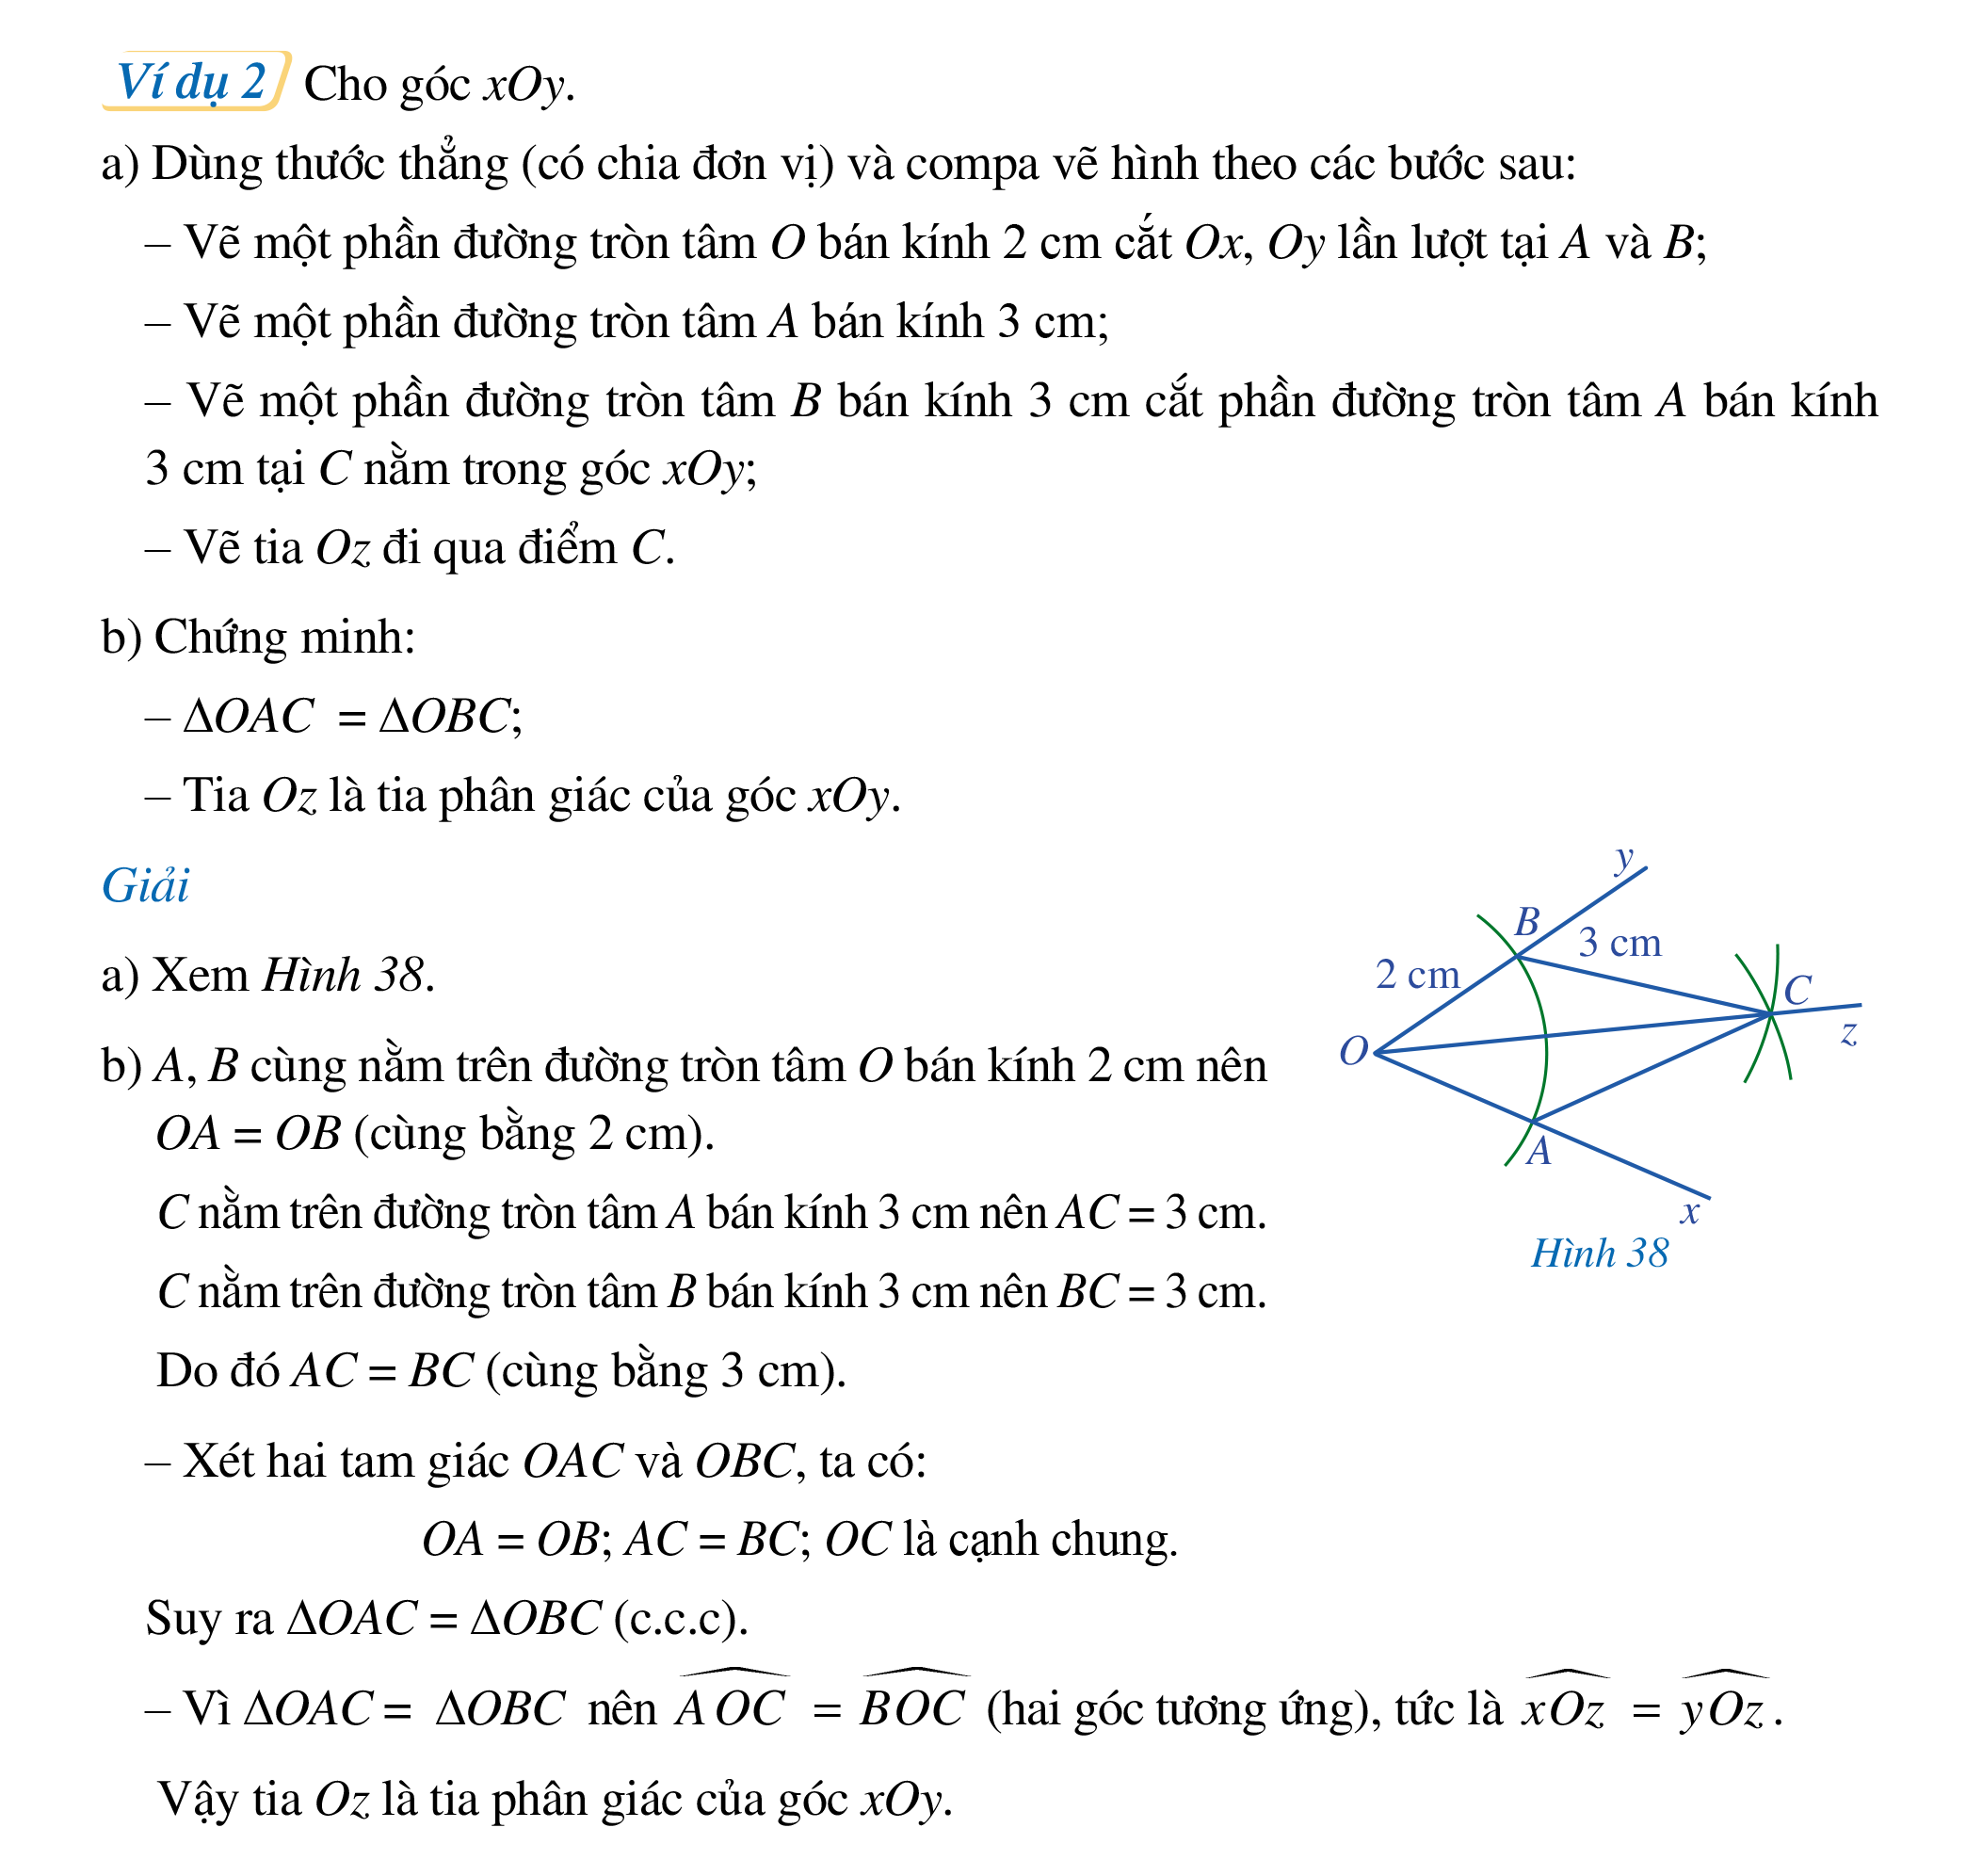 Ví dụ 2 Cho góc xOy.
a) Dùng thước thẳng (có chia đơn vị) và compa vẽ hình theo các bước sau:
– Vẽ một phần đường tròn tâm O bán kính 2 cm cắt Ox, Oy lần lượt tại A và B;
– Vẽ một phần đường tròn tâm A bán kính 3 cm;
– Vẽ một phần đường tròn tâm B bán kính 3 cm cắt phần đường tròn tâm A bán kính
3 cm tại C nằm trong góc xOy;
– Vẽ tia Oz đi qua điểm C.
b) Chứng minh:
– ΔOAC = ΔOBC;
– Tia Oz là tia phân giác của góc xOy.
Giải
a) Xem Hình 38.
b) A, B cùng nằm trên đường tròn tâm O bán kính 2 cm nên
OA = OB (cùng bằng 2 cm).
C nằm trên đường tròn tâm A bán kính 3 cm nên AC = 3 cm.
C nằm trên đường tròn tâm B bán kính 3 cm nên BC = 3 cm.
Do đó AC = BC (cùng bằng 3 cm).
y
B
3 cm
2 cm
C
z
O
A
x
Hình 38
– Xét hai tam giác OAC và OBC, ta có:
OA = OB; AC = BC; OC là cạnh chung.
Suy ra ΔOAC = ΔOBC (c.c.c).
– Vì ΔOAC = ΔOBC nên \widehat{AOC} = \widehat{BOC} (hai góc tương ứng), tức là \widehat{xOz} = \widehat{yOz}.
Vậy tia Oz là tia phân giác của góc xOy.